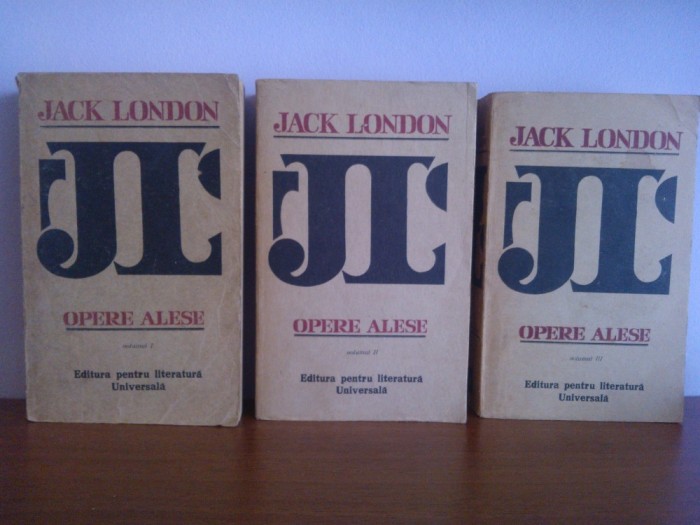 JACK LONDON
JL
OPERE ALESE
volumul I
Editura pentru literatură
Universală
JACK LONDON
JL
OPERE ALESE
volumul II
Editura pentru literatură
Universală
JACK LONDON
JL
OPERE ALESE
volumul VI
Editura pentru literatură
Universală